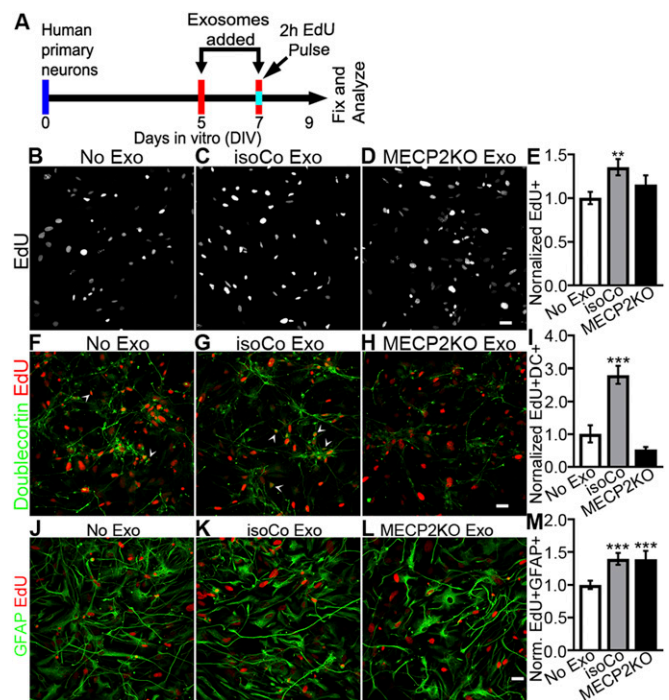 A
Human
primary
neurons
Exosomes
added
2h EdU
Pulse
Fix and
Analyze
0
5
7
9
Days in vitro (DIV)
B
No Exo
C
isoCo Exo
D
MECP2KO Exo
EdU
E
Normalized EdU+
1.5
1.0
0.5
0.0
**
No Exo
isoCo
MECP2KO
F
No Exo
G
isoCo Exo
H
MECP2KO Exo
Doublecortin EdU
I
Normalized EdU+DC+
4.0
3.0
2.0
1.0
0.0
***
No Exo
isoCo
MECP2KO
J
No Exo
K
isoCo Exo
L
MECP2KO Exo
GFAP EdU
M
Norm. EdU+GFAP+
2.0
1.5
1.0
0.5
0.0
***
***
No Exo
isoCo
MECP2KO